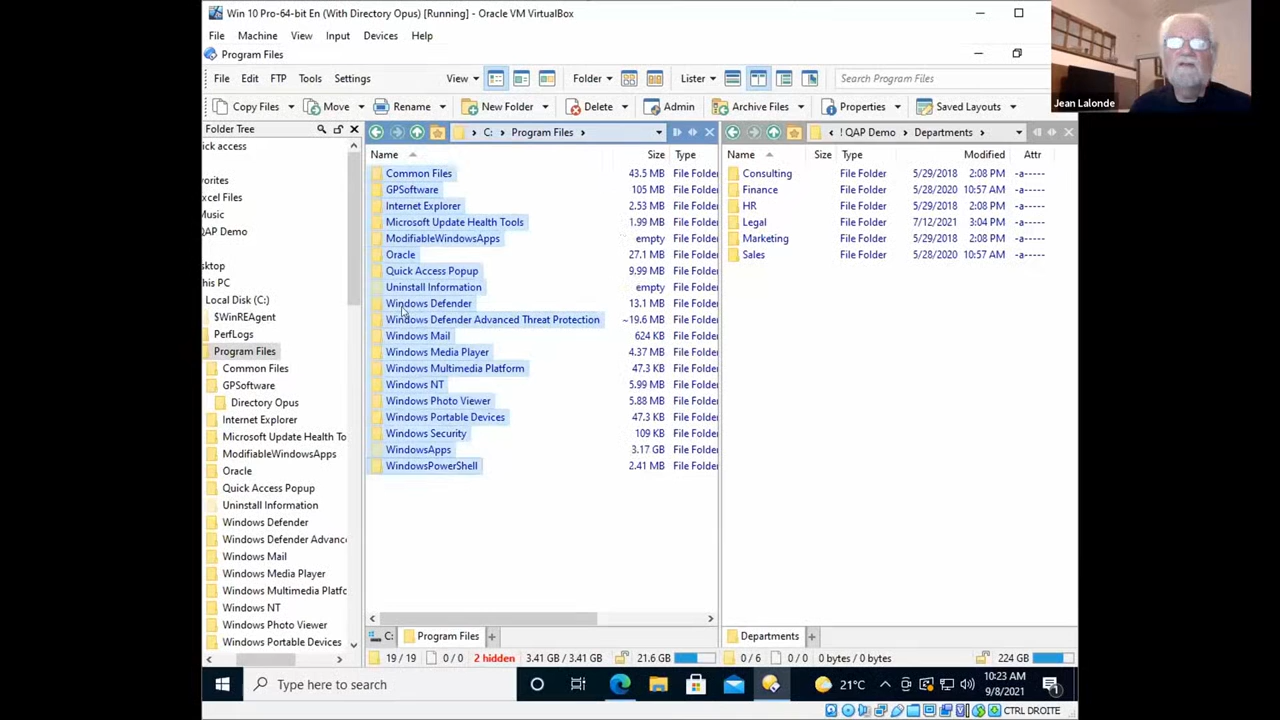 Win 10 Pro-64-bit En (With Directory Opus) [Running] - Oracle VM VirtualBox
File Machine View Input Devices Help
Program Files
File Edit FTP Tools Settings View Folder Lister Search Program Files
Copy Files Move Rename New Folder Delete Admin Archive Files Properties Saved Layouts
Jean Lalonde
Folder Tree
ck access
vorites
xcel Files
Music
QAP Demo
sktop
his PC
Local Disk (C:)
$WinREAgent
PerfLogs
Program Files
Common Files
GPSoftware
Directory Opus
Internet Explorer
Microsoft Update Health To
ModifiableWindowsApps
Oracle
Quick Access Popup
Uninstall Information
Windows Defender
Windows Defender Advanc
Windows Mail
Windows Media Player
Windows Multimedia Platfo
Windows NT
Windows Photo Viewer
Windows Portable Devices
C: Program Files
Name Size Type
Common Files 43.5 MB File Folder
GPSoftware 105 MB File Folder
Internet Explorer 2.53 MB File Folder
Microsoft Update Health Tools 1.99 MB File Folder
ModifiableWindowsApps empty File Folder
Oracle 27.1 MB File Folder
Quick Access Popup 9.99 MB File Folder
Uninstall Information empty File Folder
Windows Defender 13.1 MB File Folder
Windows Defender Advanced Threat Protection ~19.6 MB File Folder
Windows Mail 624 KB File Folder
Windows Media Player 4.37 MB File Folder
Windows Multimedia Platform 47.3 KB File Folder
Windows NT 5.99 MB File Folder
Windows Photo Viewer 5.88 MB File Folder
Windows Portable Devices 47.3 KB File Folder
Windows Security 109 KB File Folder
WindowsApps 3.17 GB File Folder
WindowsPowerShell 2.41 MB File Folder
C: Program Files
19 / 19 0 / 0 2 hidden 3.41 GB / 3.41 GB 21.6 GB
! QAP Demo Departments
Name Size Type Modified Attr
Consulting File Folder 5/29/2018 2:08 PM -a-----
Finance File Folder 5/28/2020 10:57 AM -a-----
HR File Folder 5/29/2018 2:08 PM -a-----
Legal File Folder 7/12/2021 3:04 PM -a-----
Marketing File Folder 5/29/2018 2:08 PM -a-----
Sales File Folder 5/28/2020 10:57 AM -a-----
Departments
0 / 6 0 / 0 0 bytes / 0 bytes 224 GB
Type here to search
21°C
10:23 AM
9/8/2021
CTRL DROITE